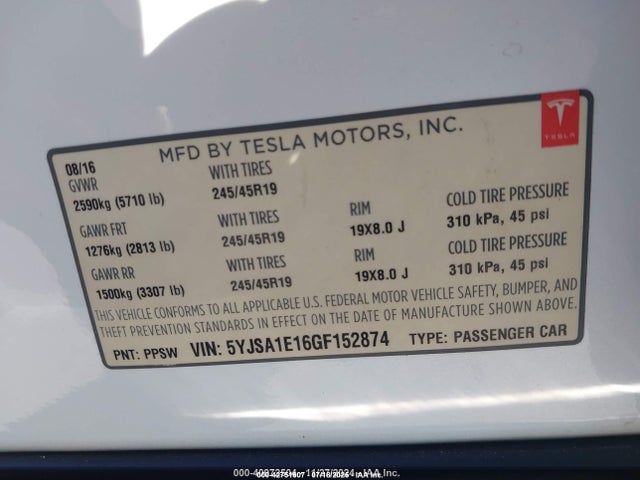 MFD BY TESLA MOTORS, INC.
TESLA
08/16
GVWR WITH TIRES
2590kg (5710 lb) 245/45R19
GAWR FRT WITH TIRES RIM COLD TIRE PRESSURE
1276kg (2813 lb) 245/45R19 19X8.0 J 310 kPa, 45 psi
GAWR RR WITH TIRES RIM COLD TIRE PRESSURE
1500kg (3307 lb) 245/45R19 19X8.0 J 310 kPa, 45 psi
THIS VEHICLE CONFORMS TO ALL APPLICABLE U.S. FEDERAL MOTOR VEHICLE SAFETY, BUMPER, AND
THEFT PREVENTION STANDARDS IN EFFECT ON THE DATE OF MANUFACTURE SHOWN ABOVE.
PNT: PPSW VIN: 5YJSA1E16GF152874 TYPE: PASSENGER CAR